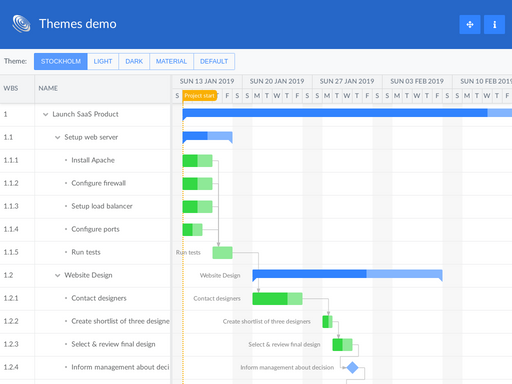 Themes demo
Theme: STOCKHOLM LIGHT DARK MATERIAL DEFAULT
WBS NAME SUN 13 JAN 2019 SUN 20 JAN 2019 SUN 27 JAN 2019 SUN 03 FEB 2019 SUN 10 FEB 2019
S Project start F S S M T W T F S S M T W T F S S M T W T F S S M T W T F
1 Launch SaaS Product
1.1 Setup web server
1.1.1 Install Apache
1.1.2 Configure firewall
1.1.3 Setup load balancer
1.1.4 Configure ports
1.1.5 Run tests Run tests
1.2 Website Design Website Design
1.2.1 Contact designers Contact designers
1.2.2 Create shortlist of three designe Create shortlist of three designers
1.2.3 Select & review final design Select & review final design
1.2.4 Inform management about deci Inform management about decision